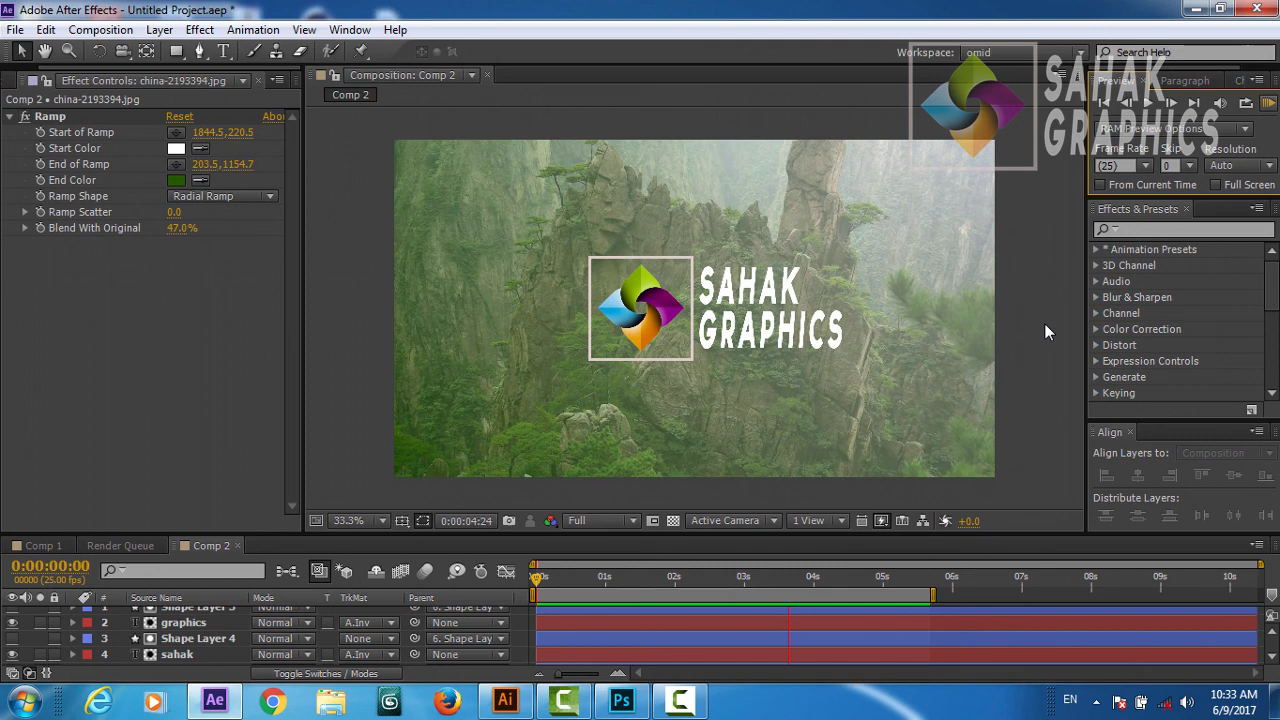 Adobe After Effects - Untitled Project.aep *
File Edit Composition Layer Effect Animation View Window Help
Workspace: omid
Search Help
Effect Controls: china-2193394.jpg
Composition: Comp 2
Preview Paragraph
SAHAK
GRAPHICS
Comp 2 • china-2193394.jpg
Comp 2
Ramp Reset
Start of Ramp 1844.5,220.5
Start Color
End of Ramp 203.5,1154.7
End Color
Ramp Shape Radial Ramp
Ramp Scatter 0.0
Blend With Original 47.0%
SAHAK
GRAPHICS
RAM Preview Options
Frame Rate Skip Resolution
(25) 0 Auto
From Current Time Full Screen
Effects & Presets
* Animation Presets
3D Channel
Audio
Blur & Sharpen
Channel
Color Correction
Distort
Expression Controls
Generate
Keying
Align
Align Layers to: Composition
Distribute Layers:
33.3% 0:00:04:24 Full Active Camera 1 View +0.0
Comp 1 Render Queue Comp 2
0:00:00:00
00000 (25.00 fps)
01s 02s 03s 04s 05s 06s 07s 08s 09s 10s
# Source Name Mode T TrkMat Parent
graphics Normal A.Inv None
3 Shape Layer 4 Normal None 6. Shape Lay
4 T sahak Normal A.Inv None
Toggle Switches / Modes
EN
10:33 AM
6/9/2017